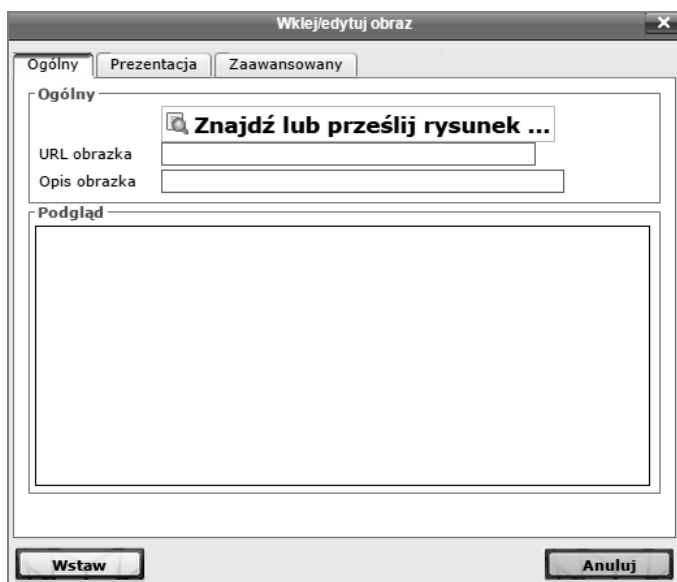 Wklej/edytuj obraz
Ogólny Prezentacja Zaawansowany
Ogólny
Znajdź lub prześlij rysunek ...
URL obrazka
Opis obrazka
Podgląd
Wstaw Anuluj